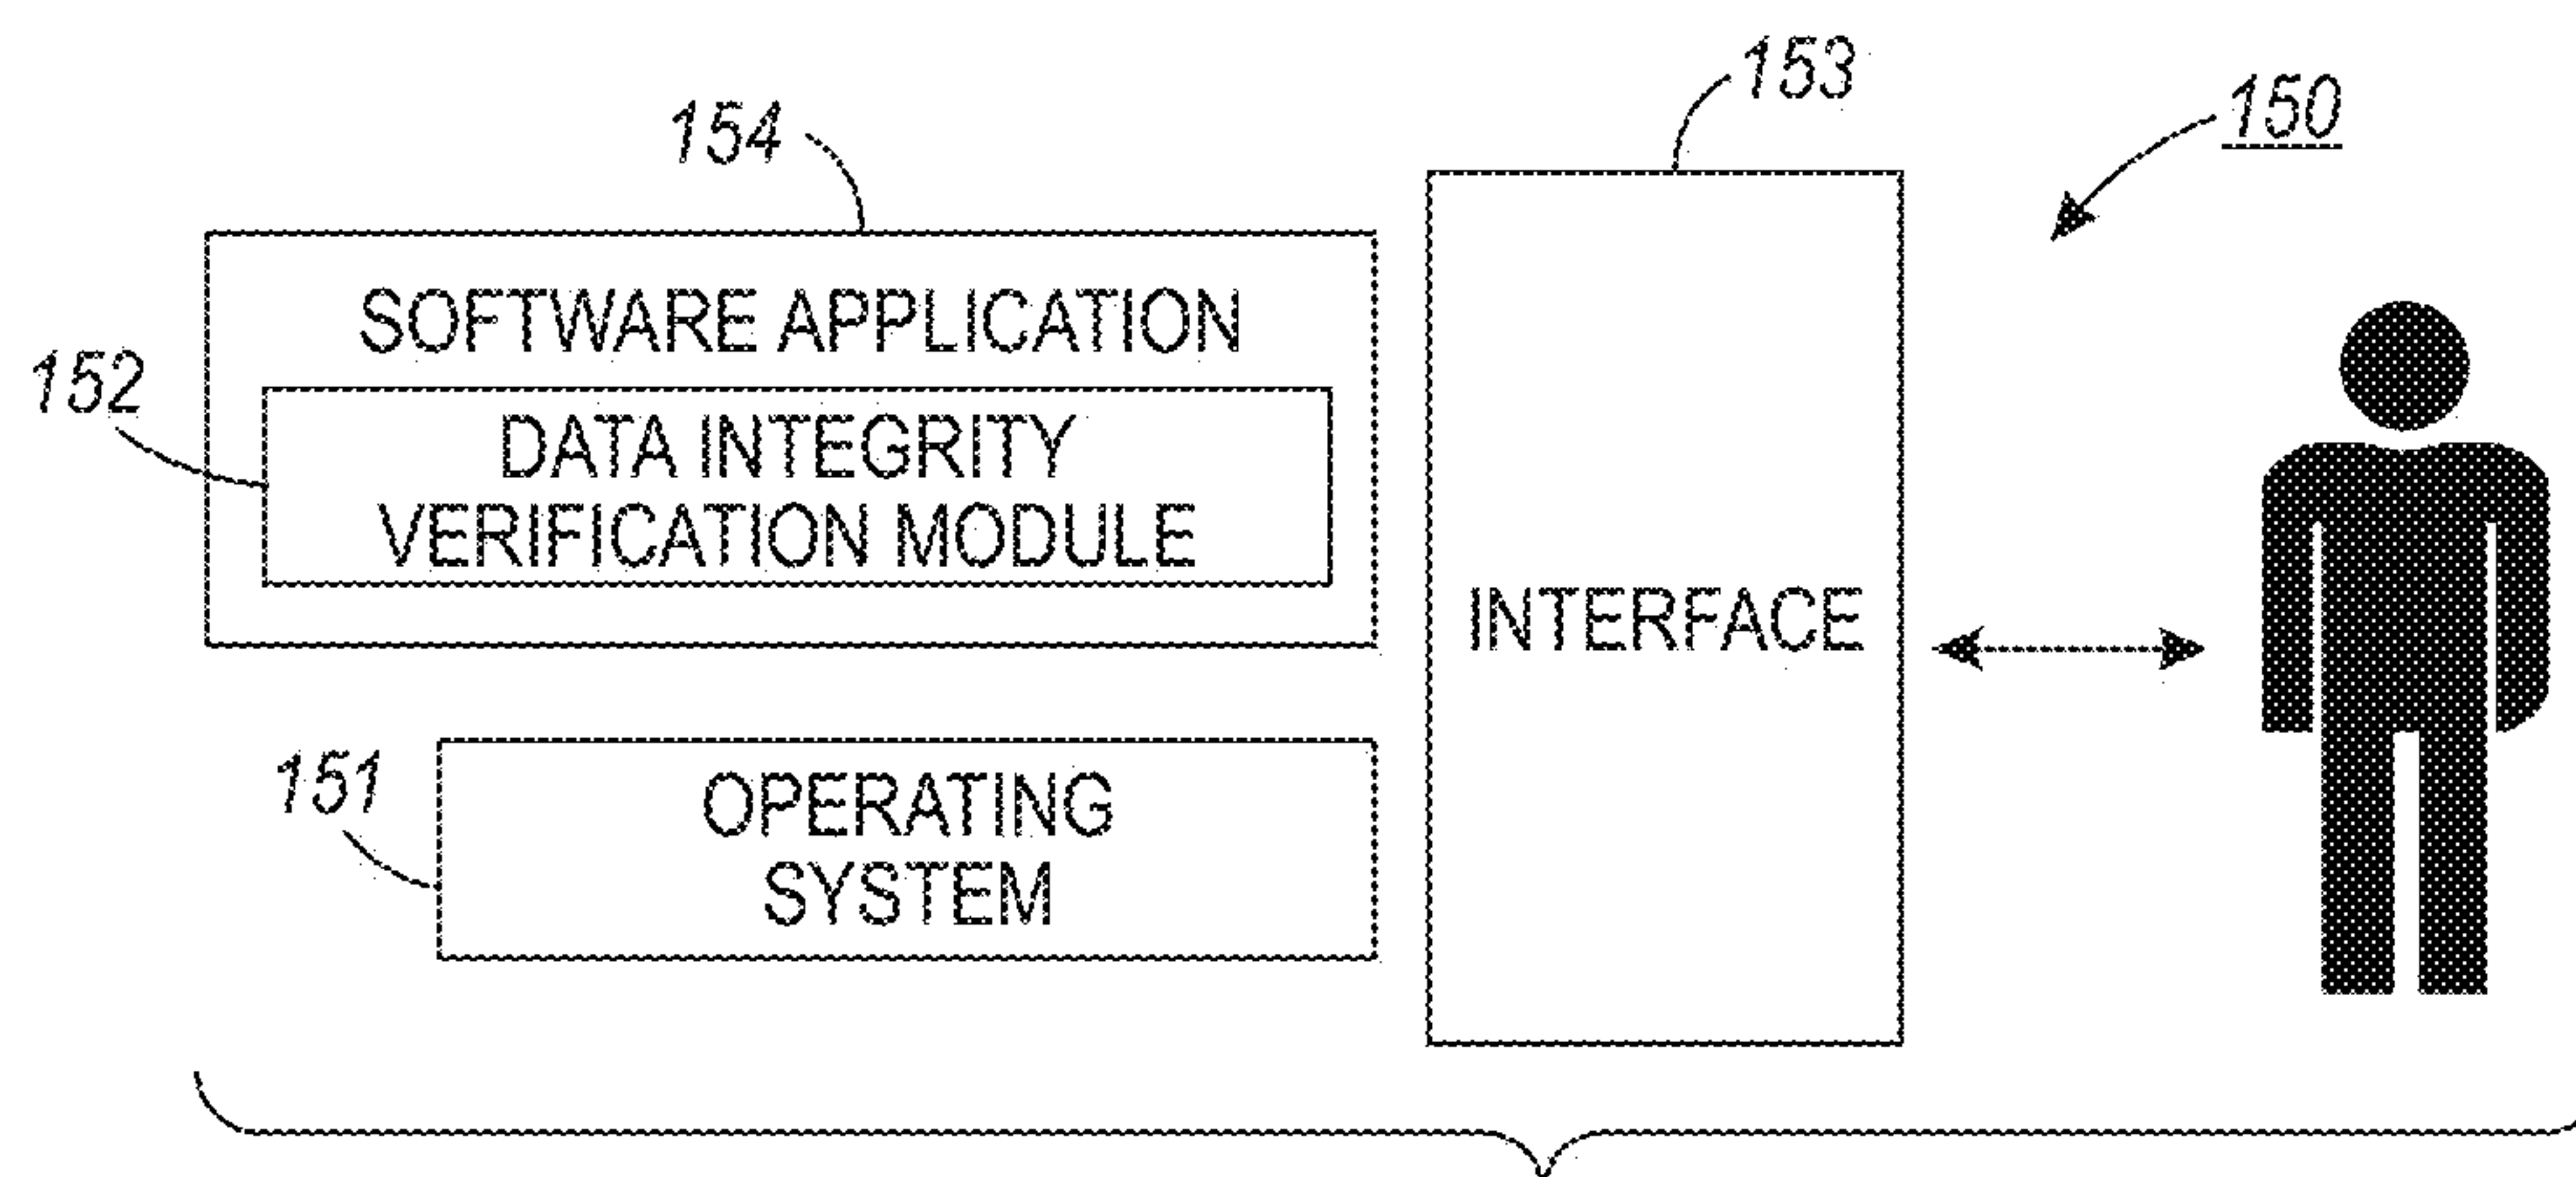 153
150
154
SOFTWARE APPLICATION
152
DATA INTEGRITY
VERIFICATION MODULE
INTERFACE
151
OPERATING
SYSTEM